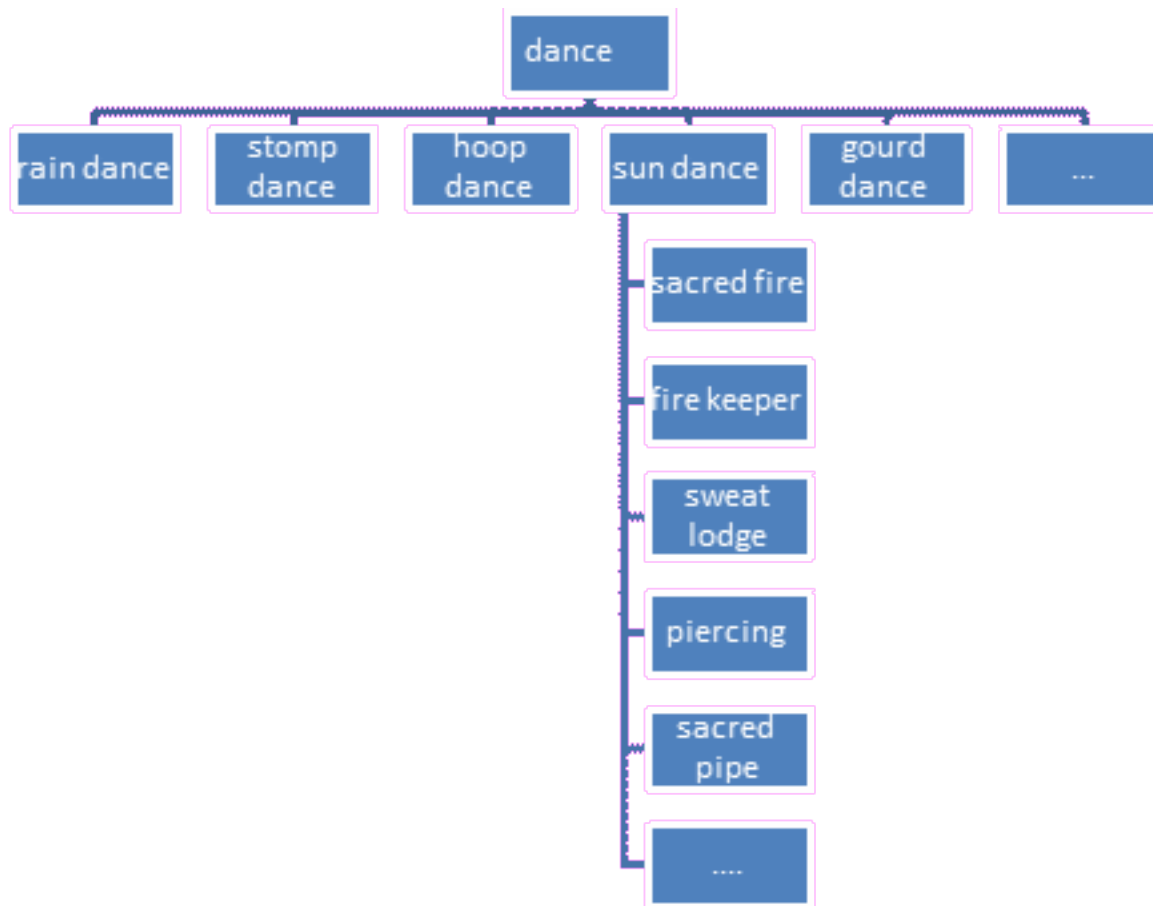 dance
rain dance
stomp
dance
hoop
dance
sun dance
gourd
dance
...
sacred fire
fire keeper
sweat
lodge
piercing
sacred
pipe
....